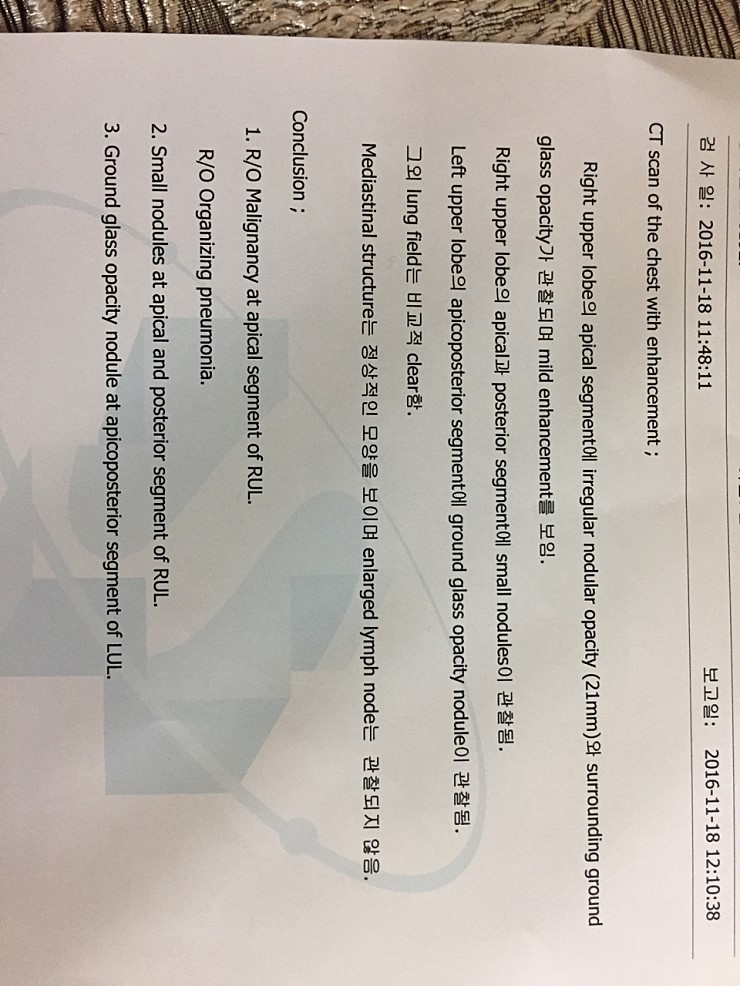 검 사 일: 2016-11-18 11:48:11 보고일: 2016-11-18 12:10:38
CT scan of the chest with enhancement ;
Right upper lobe의 apical segment에 irregular nodular opacity (21mm)와 surrounding ground
glass opacity가 관찰되며 mild enhancement를 보임.
Right upper lobe의 apical과 posterior segment에 small nodules이 관찰됨.
Left upper lobe의 apicoposterior segment에 ground glass opacity nodule이 관찰됨.
그외 lung field는 비교적 clear함.
Mediastinal structure는 정상적인 모양을 보이며 enlarged lymph node는 관찰되지 않음.
Conclusion ;
1. R/O Malignancy at apical segment of RUL.
R/O Organizing pneumonia.
2. Small nodules at apical and posterior segment of RUL.
3. Ground glass opacity nodule at apicoposterior segment of LUL.